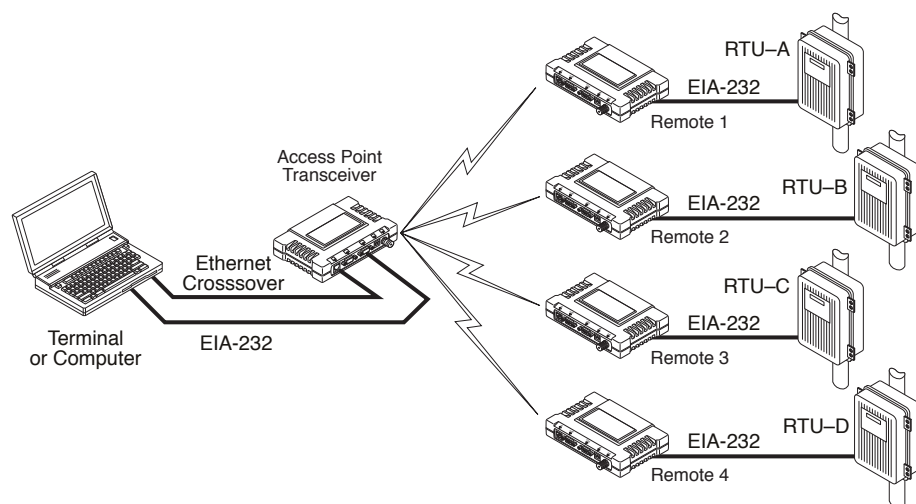 RTU–A
EIA-232
Remote 1
Access Point
Transceiver
RTU–B
EIA-232
Remote 2
Ethernet
Crosssover
RTU–C
EIA-232
Remote 3
Terminal
or Computer
EIA-232
RTU–D
EIA-232
Remote 4